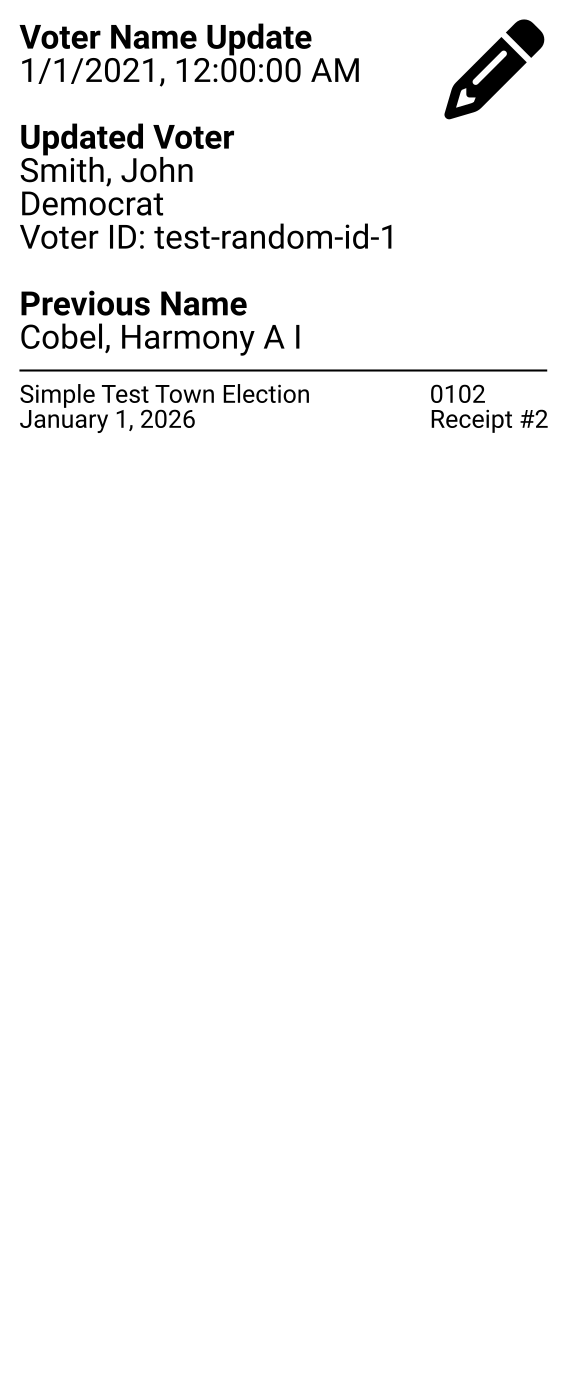 Voter Name Update
1/1/2021, 12:00:00 AM
Updated Voter
Smith, John
Democrat
Voter ID: test-random-id-1
Previous Name
Cobel, Harmony A I
Simple Test Town Election
January 1, 2026
0102
Receipt #2